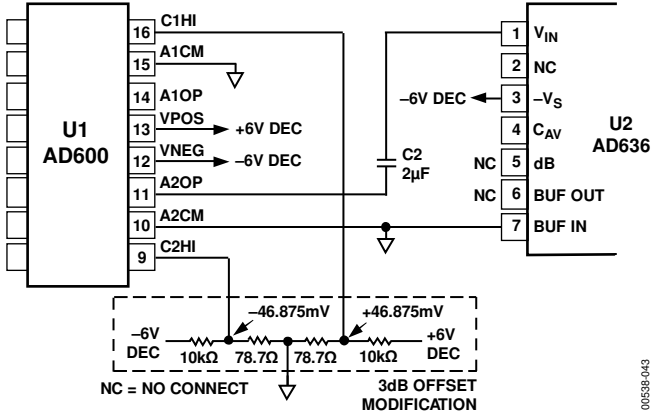 C1HI
16
A1CM
15
A1OP
14
VPOS
13
+6V DEC
VNEG
12
–6V DEC
A2OP
11
A2CM
10
C2HI
9
U1
AD600
C2
2µF
1 VIN
2 NC
–6V DEC
3 –VS
4 CAV
NC 5 dB
NC 6 BUF OUT
7 BUF IN
U2
AD636
–46.875mV
+46.875mV
–6V
DEC
10kΩ
78.7Ω
78.7Ω
10kΩ
+6V
DEC
NC = NO CONNECT
3dB OFFSET
MODIFICATION
00538-043